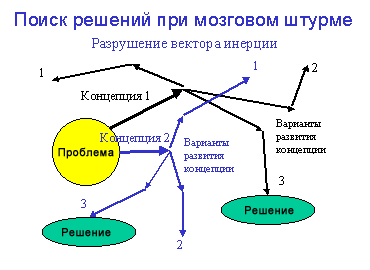 Поиск решений при мозговом штурме
Разрушение вектора инерции
1
1
2
Концепция 1
Варианты
развития
концепции
Концепция 2
Проблема
Варианты
развития
концепции
3
3
Решение
Решение
2